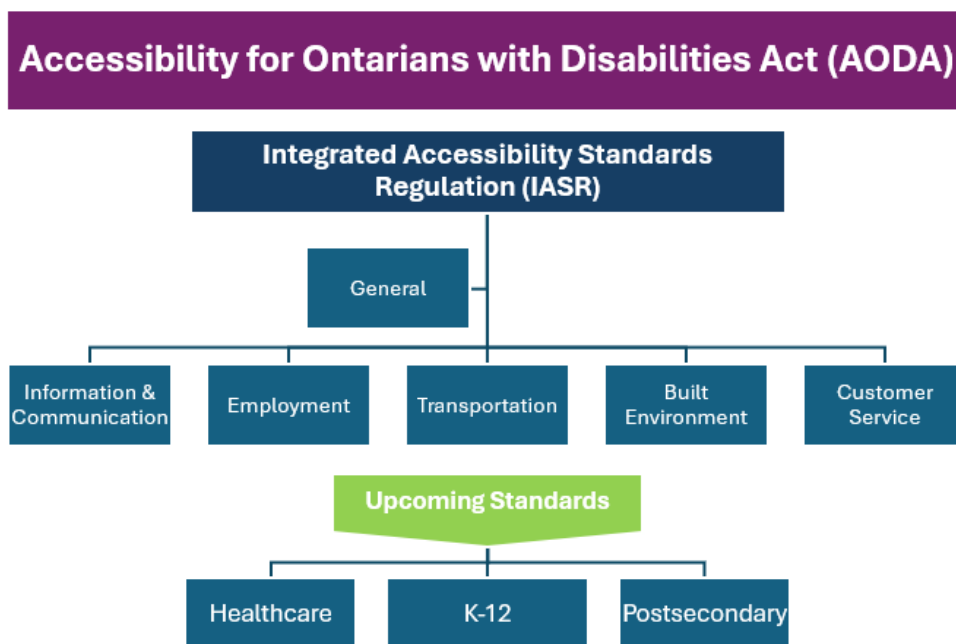 Accessibility for Ontarians with Disabilities Act (AODA)
Integrated Accessibility Standards
Regulation (IASR)
General
Information &
Communication
Employment
Transportation
Built
Environment
Customer
Service
Upcoming Standards
Healthcare
K-12
Postsecondary